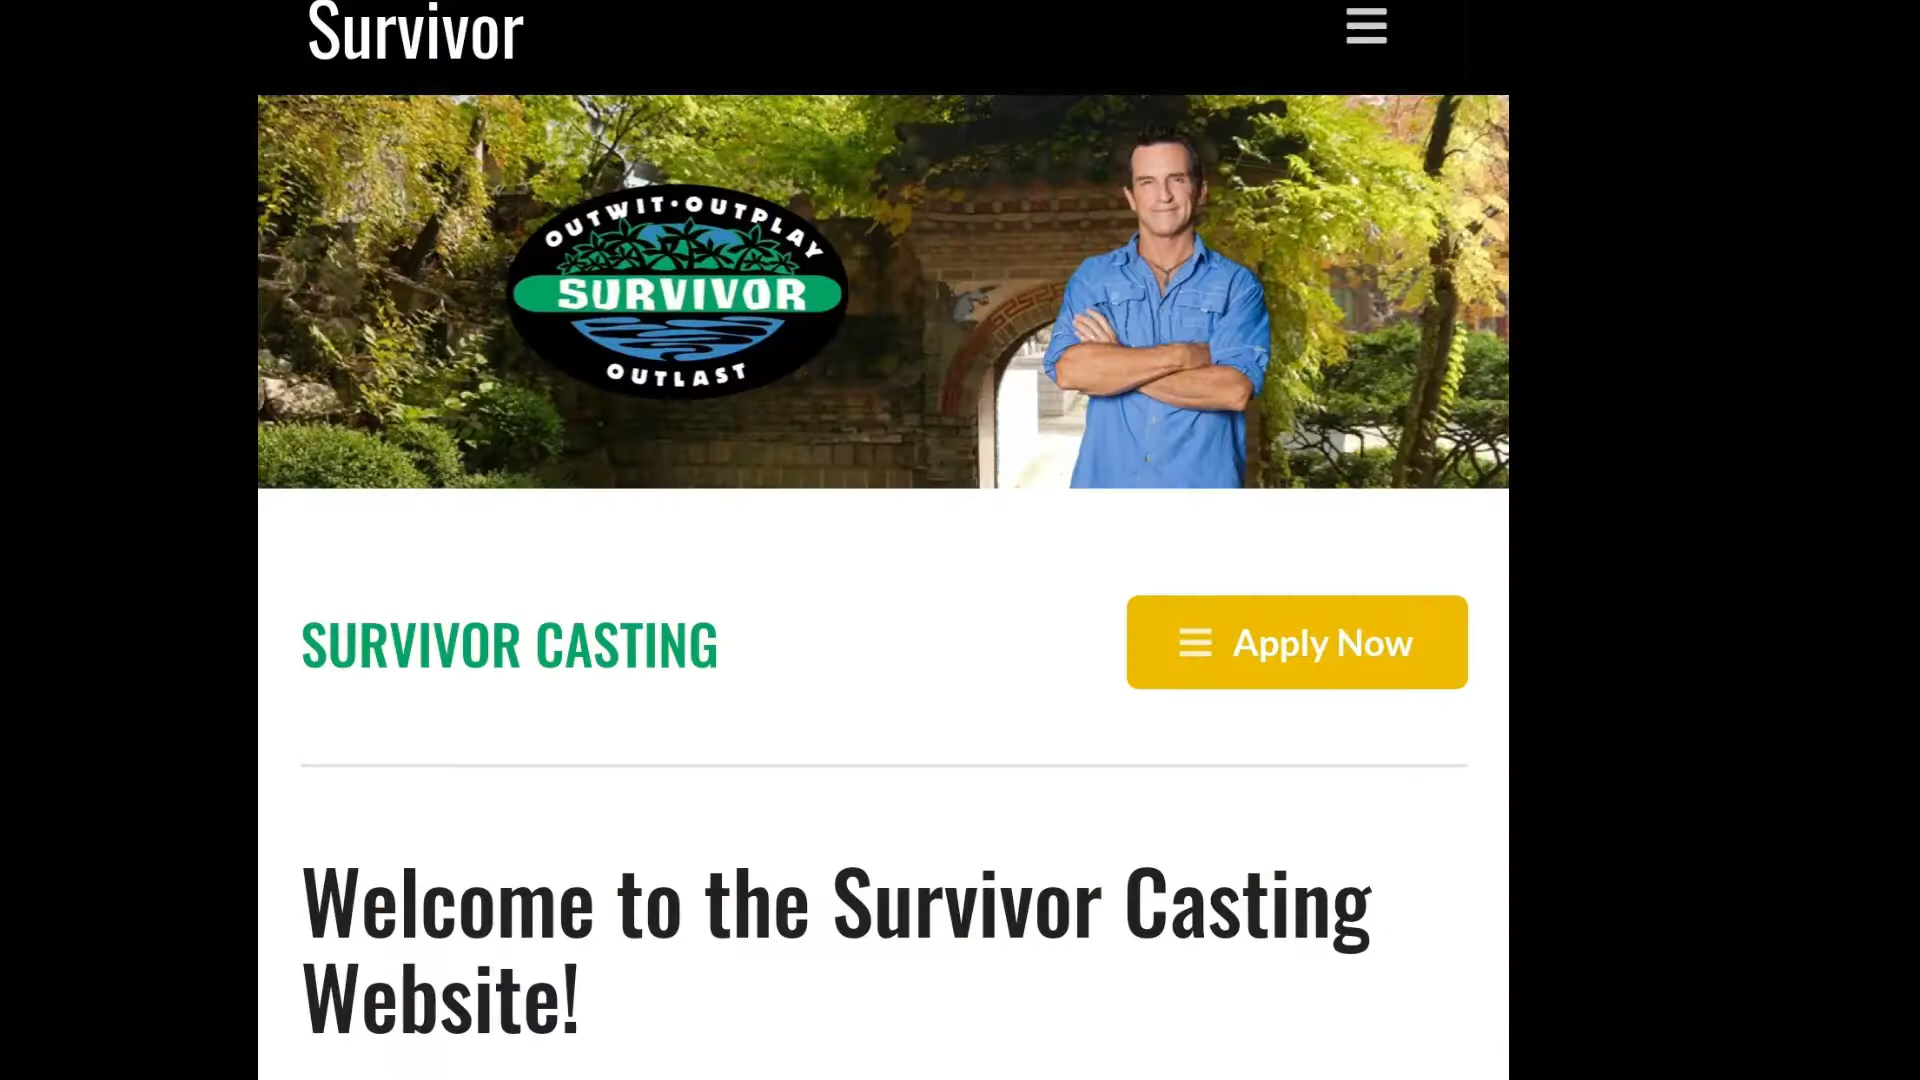 Survivor
OUTWIT·OUTPLAY
SURVIVOR
OUTLAST
SURVIVOR CASTING
Apply Now
Welcome to the Survivor Casting
Website!